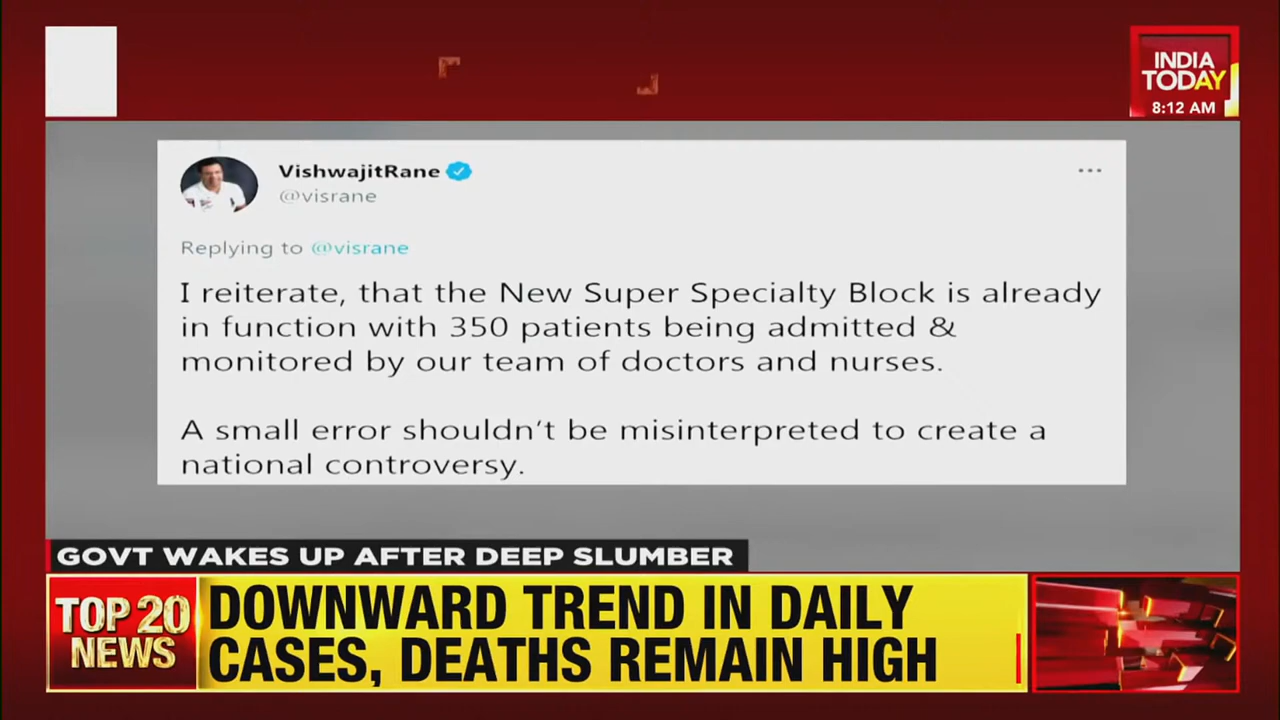 INDIA
TODAY
8:12 AM
VishwajitRane
@visrane
Replying to @visrane
I reiterate, that the New Super Specialty Block is already
in function with 350 patients being admitted &
monitored by our team of doctors and nurses.
A small error shouldn't be misinterpreted to create a
national controversy.
GOVT WAKES UP AFTER DEEP SLUMBER
TOP 20
NEWS
DOWNWARD TREND IN DAILY
CASES, DEATHS REMAIN HIGH